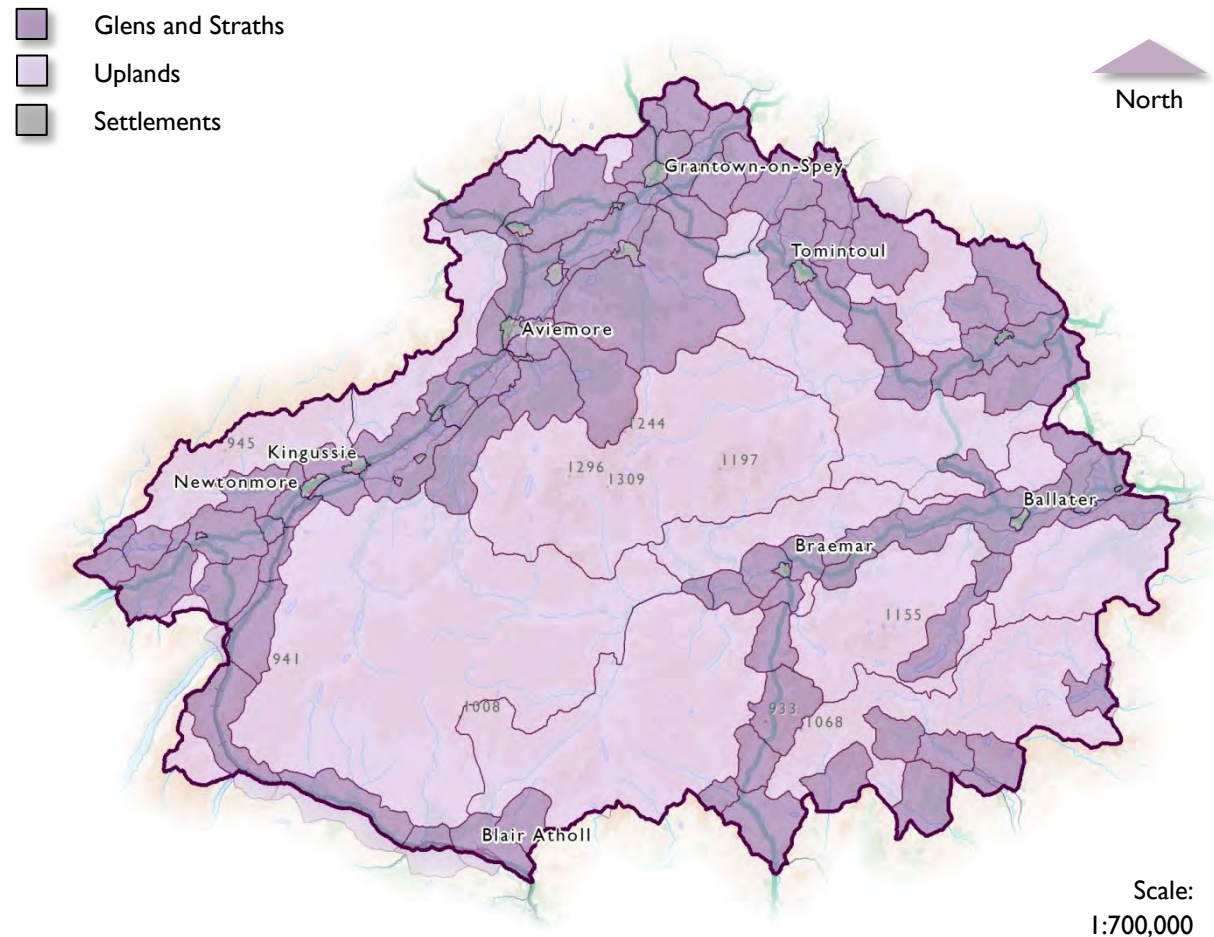 Glens and Straths
Uplands
Settlements
North
Grantown-on-Spey
Tomintoul
Aviemore
1244
945
Kingussie
1296
1197
1309
Newtonmore
Ballater
Braemar
1155
941
1008
933
1068
Blair Atholl
Scale:
1:700,000